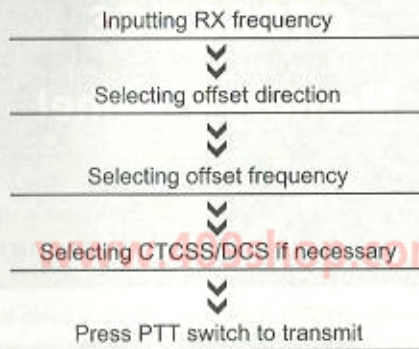 Inputting RX frequency
Selecting offset direction
Selecting offset frequency
Selecting CTCSS/DCS if necessary
Press PTT switch to transmit